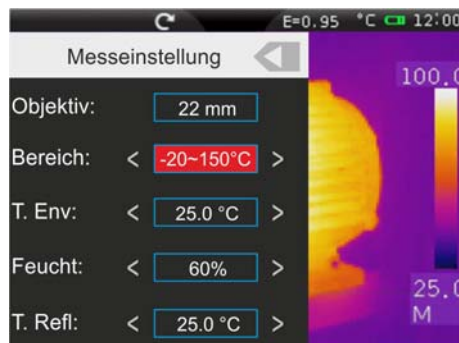 E=0.95 °C 12:00
Messeinstellung
100.0
Objektiv: 22 mm
Bereich: < -20~150°C >
T. Env: < 25.0 °C >
Feucht: < 60% >
25.0
M
T. Refl: < 25.0 °C >